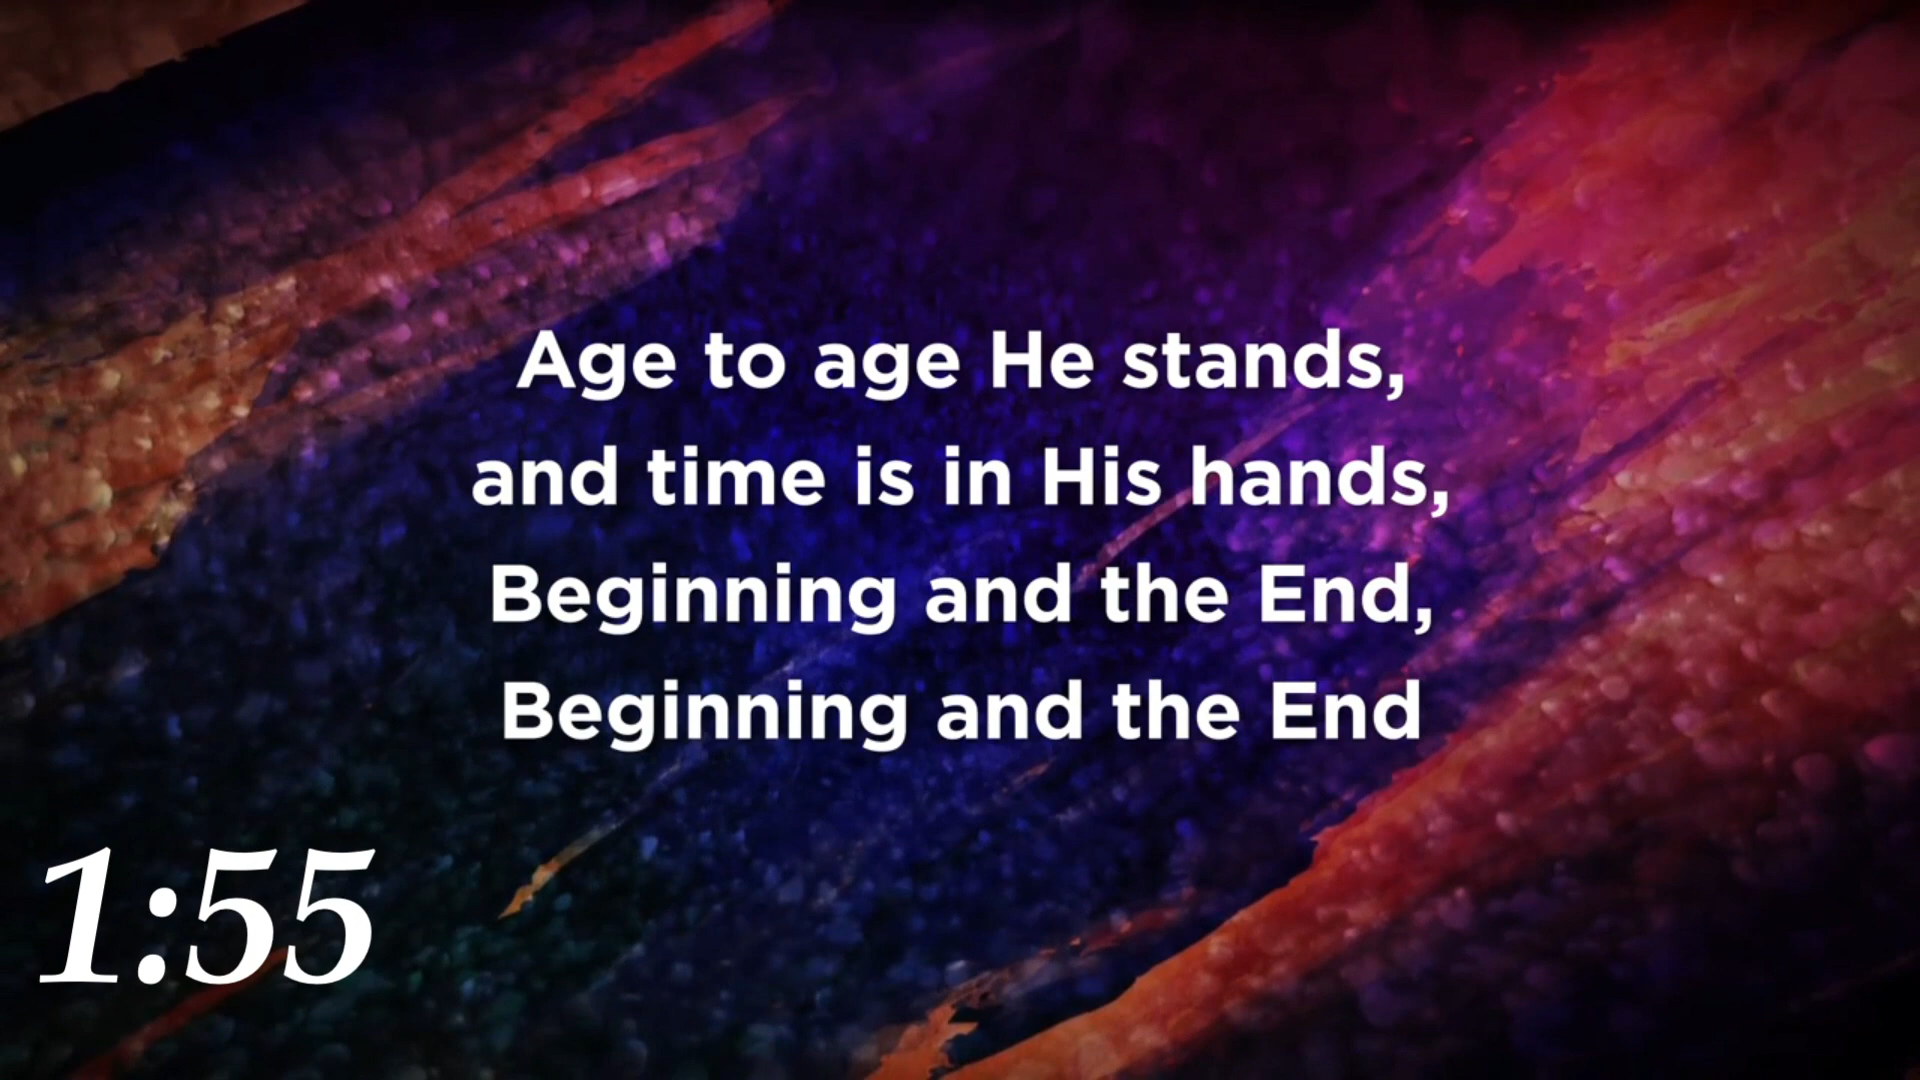 Age to age He stands,
and time is in His hands,
Beginning and the End,
Beginning and the End
1:55